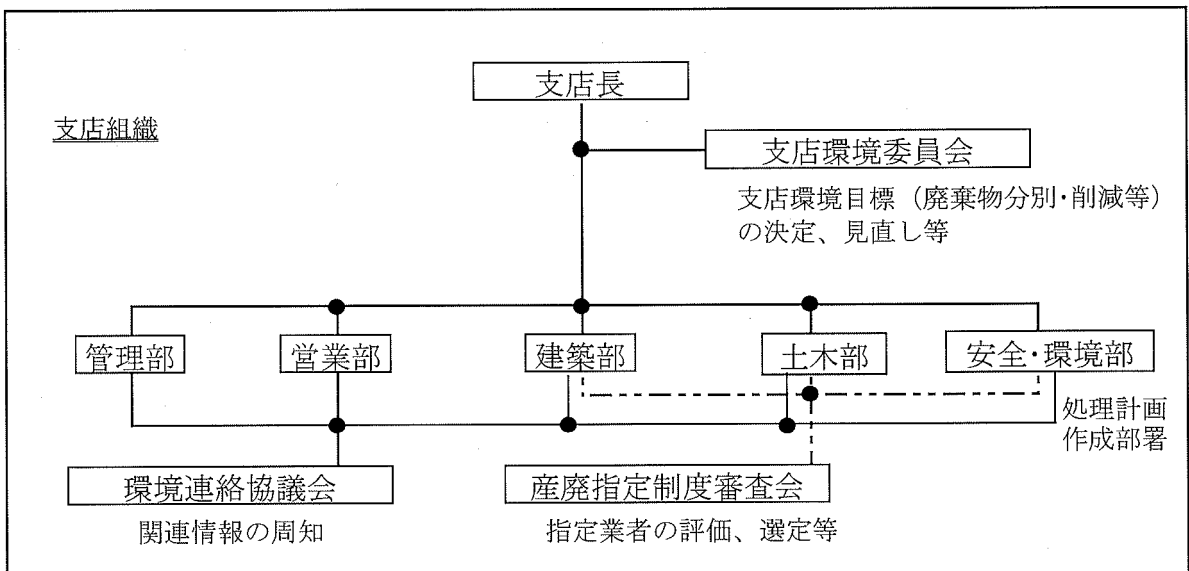 支店長
支店組織
支店環境委員会
支店環境目標（廃棄物分別･削減等）
の決定、見直し等
管理部
営業部
建築部
土木部
安全･環境部
処理計画
作成部署
環境連絡協議会
産廃指定制度審査会
関連情報の周知
指定業者の評価、選定等